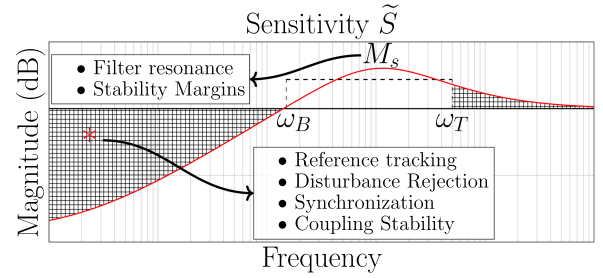 Sensitivity S̃
Magnitude (dB)
M_s
• Filter resonance
• Stability Margins
ω_B
ω_T
*
• Reference tracking
• Disturbance Rejection
• Synchronization
• Coupling Stability
Frequency